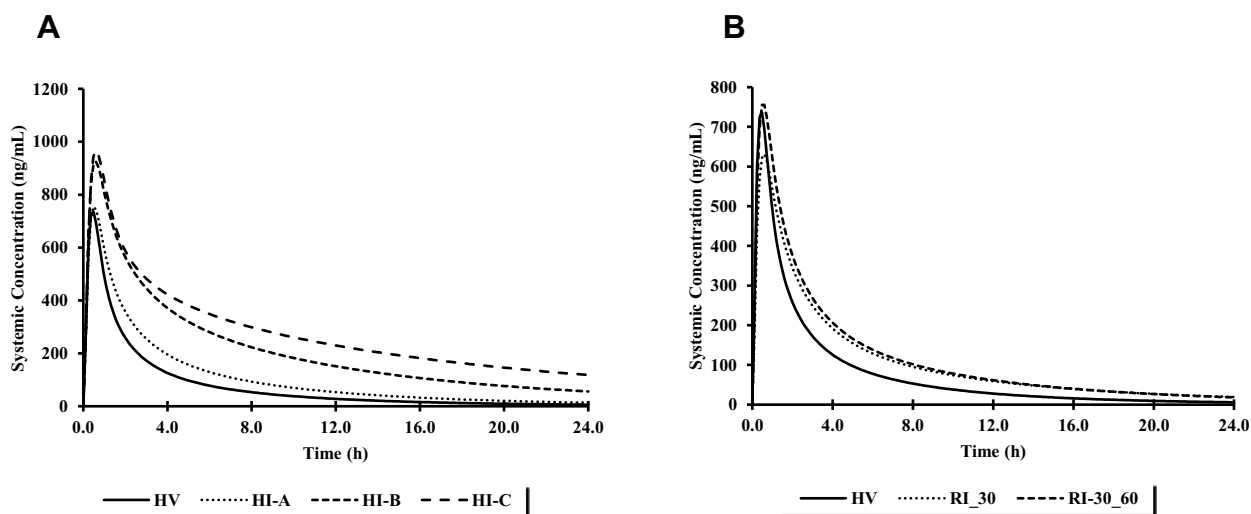 A
B
Systemic Concentration (ng/mL)
1200
1000
800
600
400
200
0
0.0 4.0 8.0 12.0 16.0 20.0 24.0
Time (h)
HV HI-A HI-B HI-C
Systemic Concentration (ng/mL)
800
700
600
500
400
300
200
100
0
0.0 4.0 8.0 12.0 16.0 20.0 24.0
Time (h)
HV RI_30 RI-30_60